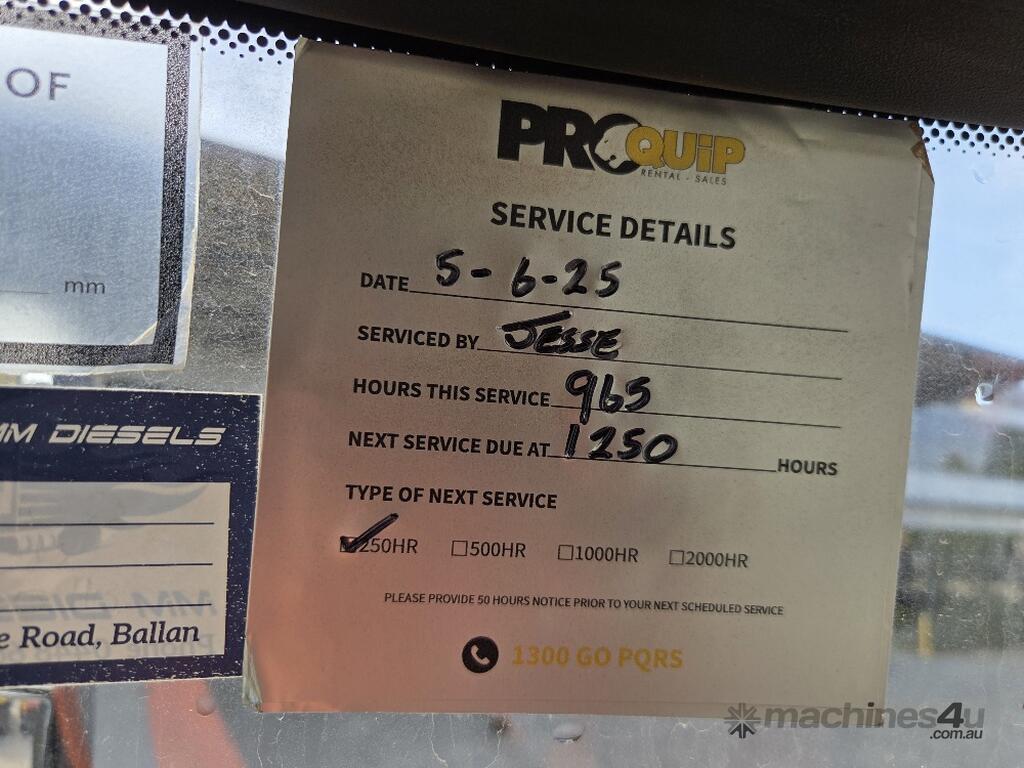 OF
mm
PROQUIP
RENTAL - SALES
SERVICE DETAILS
DATE 5-6-25
SERVICED BY JESSE
HOURS THIS SERVICE 965
NEXT SERVICE DUE AT 1250 HOURS
TYPE OF NEXT SERVICE
☑250HR ☐500HR ☐1000HR ☐2000HR
PLEASE PROVIDE 50 HOURS NOTICE PRIOR TO YOUR NEXT SCHEDULED SERVICE
1300 GO PQRS
MM DIESELS
Road, Ballan
machines4u
.com.au